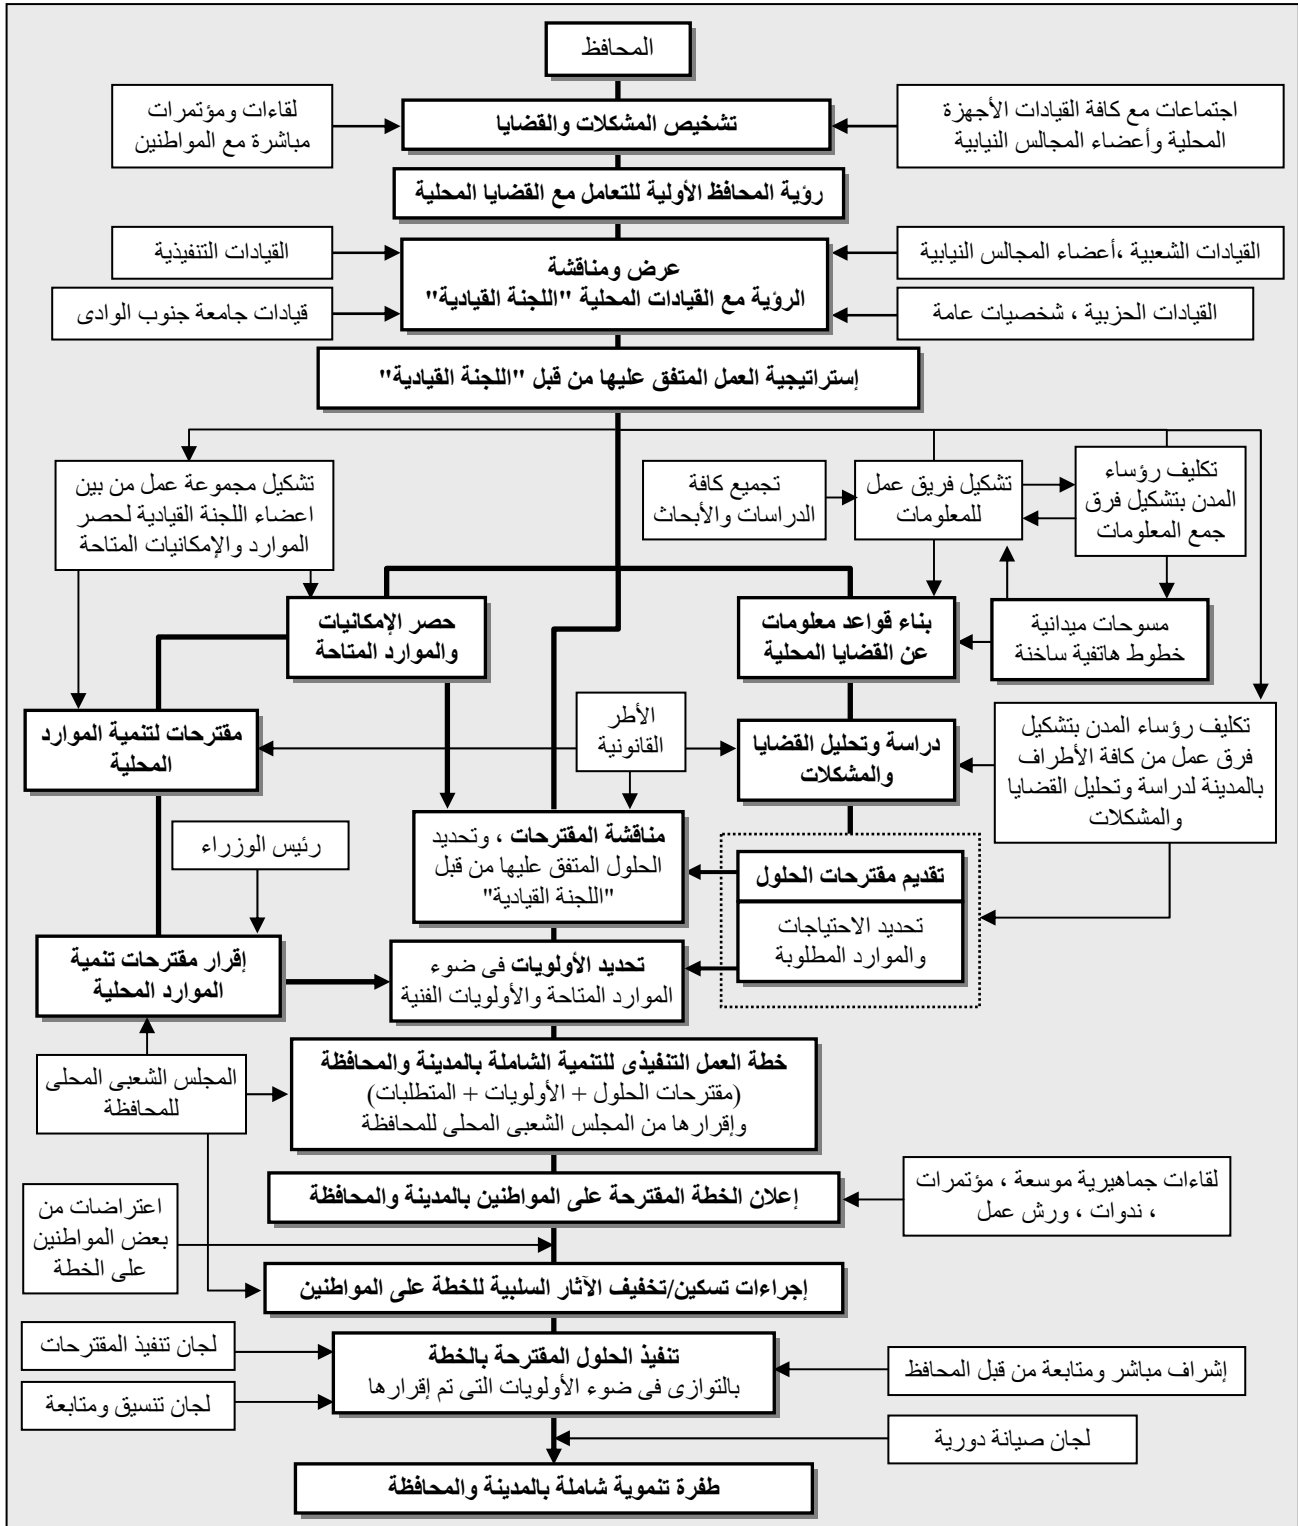 المحافظ
اجتماعات مع كافة القيادات الأجهزة
المحلية وأعضاء المجالس النيابية
تشخيص المشكلات والقضايا
لقاءات ومؤتمرات
مباشرة مع المواطنين
رؤية المحافظ الأولية للتعامل مع القضايا المحلية
القيادات الشعبية ،أعضاء المجالس النيابية
القيادات الحزبية ، شخصيات عامة
عرض ومناقشة
الرؤية مع القيادات المحلية "اللجنة القيادية"
القيادات التنفيذية
قيادات جامعة جنوب الوادى
إستراتيجية العمل المتفق عليها من قبل "اللجنة القيادية"
تكليف رؤساء
المدن بتشكيل فرق
جمع المعلومات
تشكيل فريق عمل
للمعلومات
تجميع كافة
الدراسات والأبحاث
تشكيل مجموعة عمل من بين
اعضاء اللجنة القيادية لحصر
الموارد والإمكانيات المتاحة
مسوحات ميدانية
خطوط هاتفية ساخنة
بناء قواعد معلومات
عن القضايا المحلية
حصر الإمكانيات
والموارد المتاحة
تكليف رؤساء المدن بتشكيل
فرق عمل من كافة الأطراف
بالمدينة لدراسة وتحليل القضايا
والمشكلات
دراسة وتحليل القضايا
والمشكلات
الأطر
القانونية
مقترحات لتنمية الموارد
المحلية
تقديم مقترحات الحلول
تحديد الاحتياجات
والموارد المطلوبة
مناقشة المقترحات ، وتحديد
الحلول المتفق عليها من قبل
"اللجنة القيادية"
رئيس الوزراء
تحديد الأولويات فى ضوء
الموارد المتاحة والأولويات الفنية
إقرار مقترحات تنمية
الموارد المحلية
خطة العمل التنفيذى للتنمية الشاملة بالمدينة والمحافظة
(مقترحات الحلول + الأولويات + المتطلبات)
وإقرارها من المجلس الشعبى المحلى للمحافظة
المجلس الشعبى المحلى
للمحافظة
لقاءات جماهيرية موسعة ، مؤتمرات
، ندوات ، ورش عمل
إعلان الخطة المقترحة على المواطنين بالمدينة والمحافظة
اعتراضات من
بعض المواطنين
على الخطة
إجراءات تسكين/تخفيف الآثار السلبية للخطة على المواطنين
إشراف مباشر ومتابعة من قبل المحافظ
تنفيذ الحلول المقترحة بالخطة
بالتوازى فى ضوء الأولويات التى تم إقرارها
لجان تنفيذ المقترحات
لجان تنسيق ومتابعة
لجان صيانة دورية
طفرة تنموية شاملة بالمدينة والمحافظة